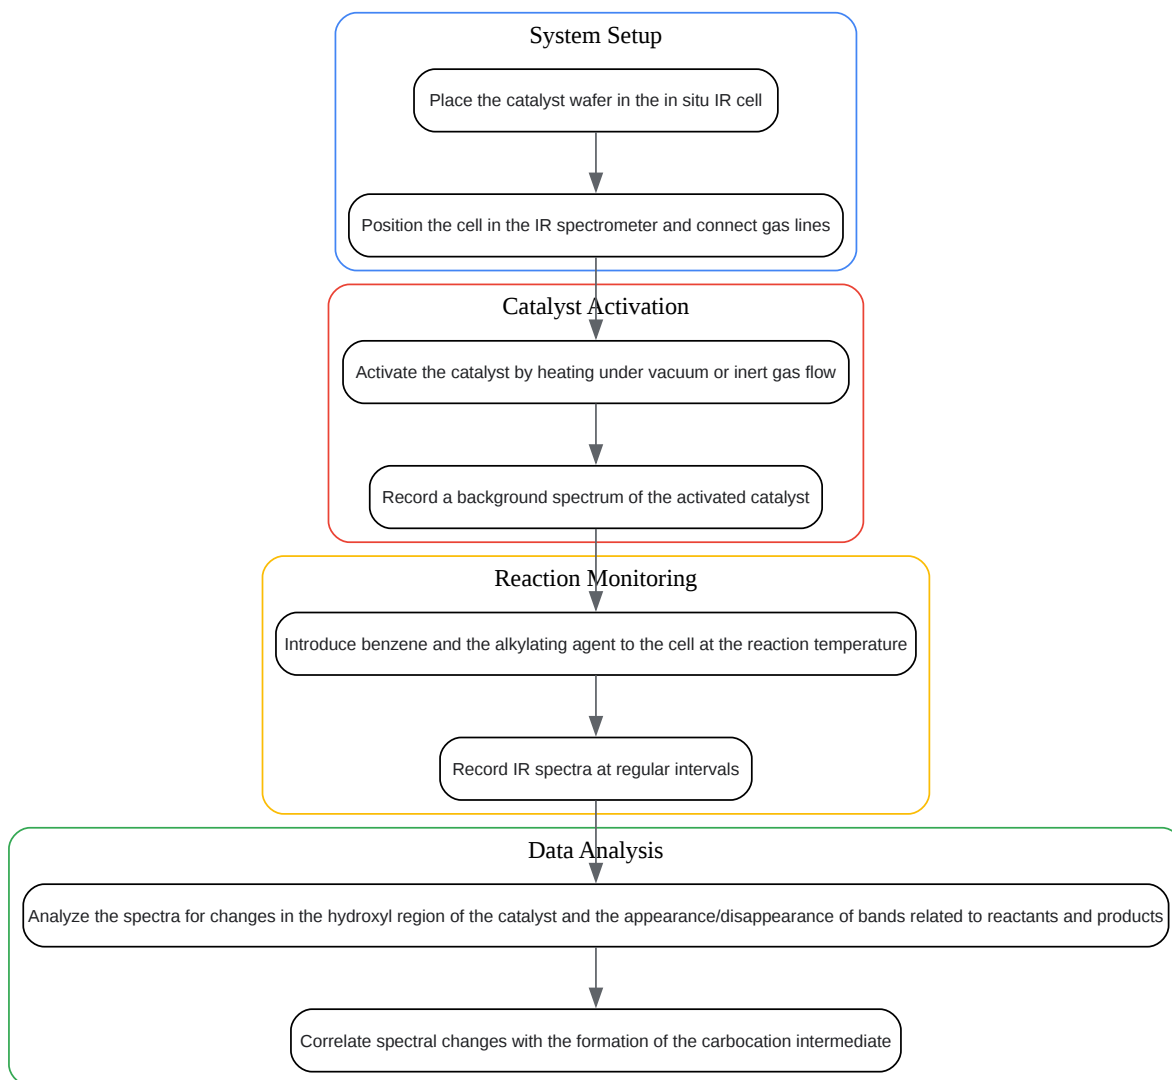 System Setup
Place the catalyst wafer in the in situ IR cell
Position the cell in the IR spectrometer and connect gas lines
Catalyst Activation
Activate the catalyst by heating under vacuum or inert gas flow
Record a background spectrum of the activated catalyst
Reaction Monitoring
Introduce benzene and the alkylating agent to the cell at the reaction temperature
Record IR spectra at regular intervals
Data Analysis
Analyze the spectra for changes in the hydroxyl region of the catalyst and the appearance/disappearance of bands related to reactants and products
Correlate spectral changes with the formation of the carbocation intermediate